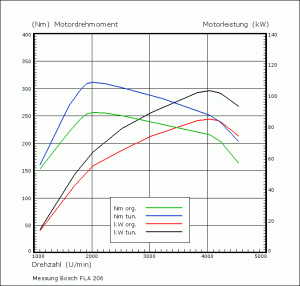 (Nm) Motordrehmoment Motorleistung (kW)
400 140
350 120
300 100
250
200 80
150 60
100 40
50 20
0
1000 2000 3000 4000 5000
Nm org.
Nm tun.
kW org.
kW tun.
Drehzahl (U/min)
Messung Bosch FLA 206